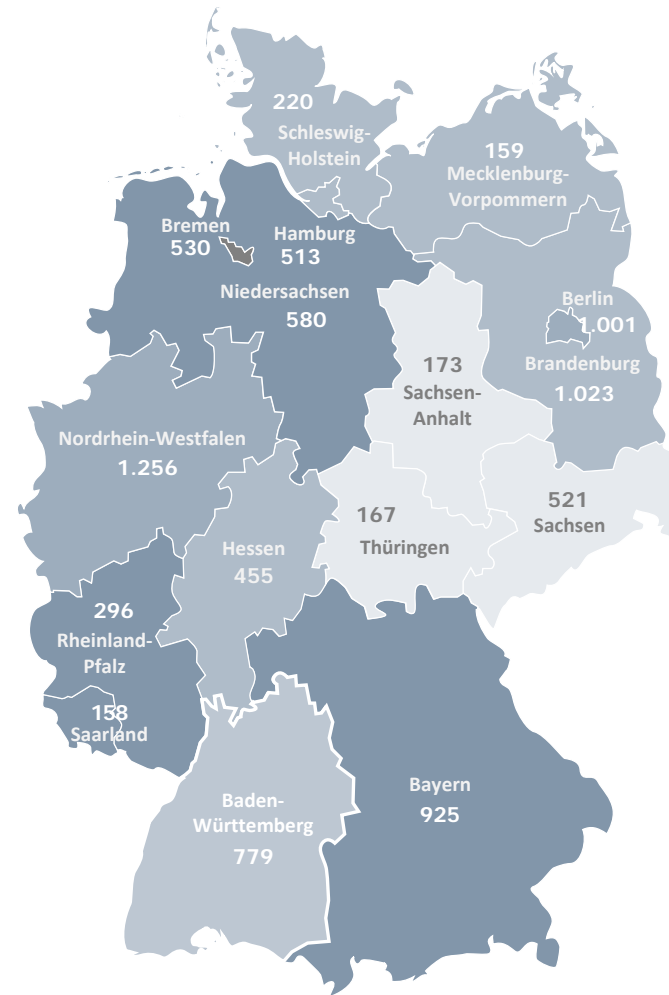 220
Schleswig-
Holstein
159
Mecklenburg-
Vorpommern
Bremen
530
Hamburg
513
Niedersachsen
580
Berlin
1.001
Brandenburg
1.023
173
Sachsen-
Anhalt
Nordrhein-Westfalen
1.256
521
Sachsen
167
Thüringen
Hessen
455
296
Rheinland-
Pfalz
158
Saarland
Bayern
925
Baden-
Württemberg
779